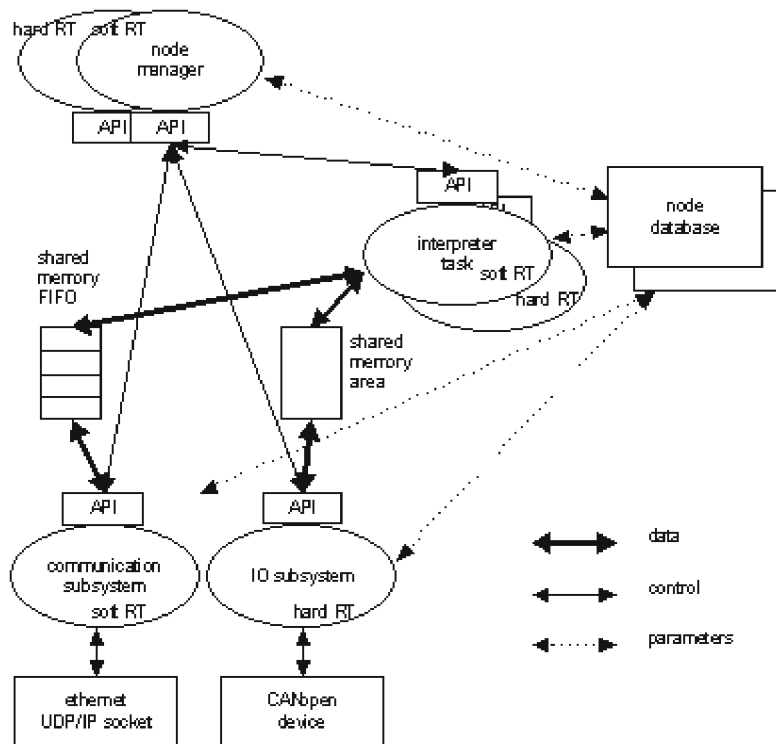 hard RT
soft RT
node
manager
API
API
API
node
database
interpreter
task
soft RT
hard RT
shared
memory
FIFO
shared
memory
area
API
API
communication
subsystem
soft RT
IO subsystem
hard RT
data
control
parameters
ethernet
UDP/IP socket
CANopen
device